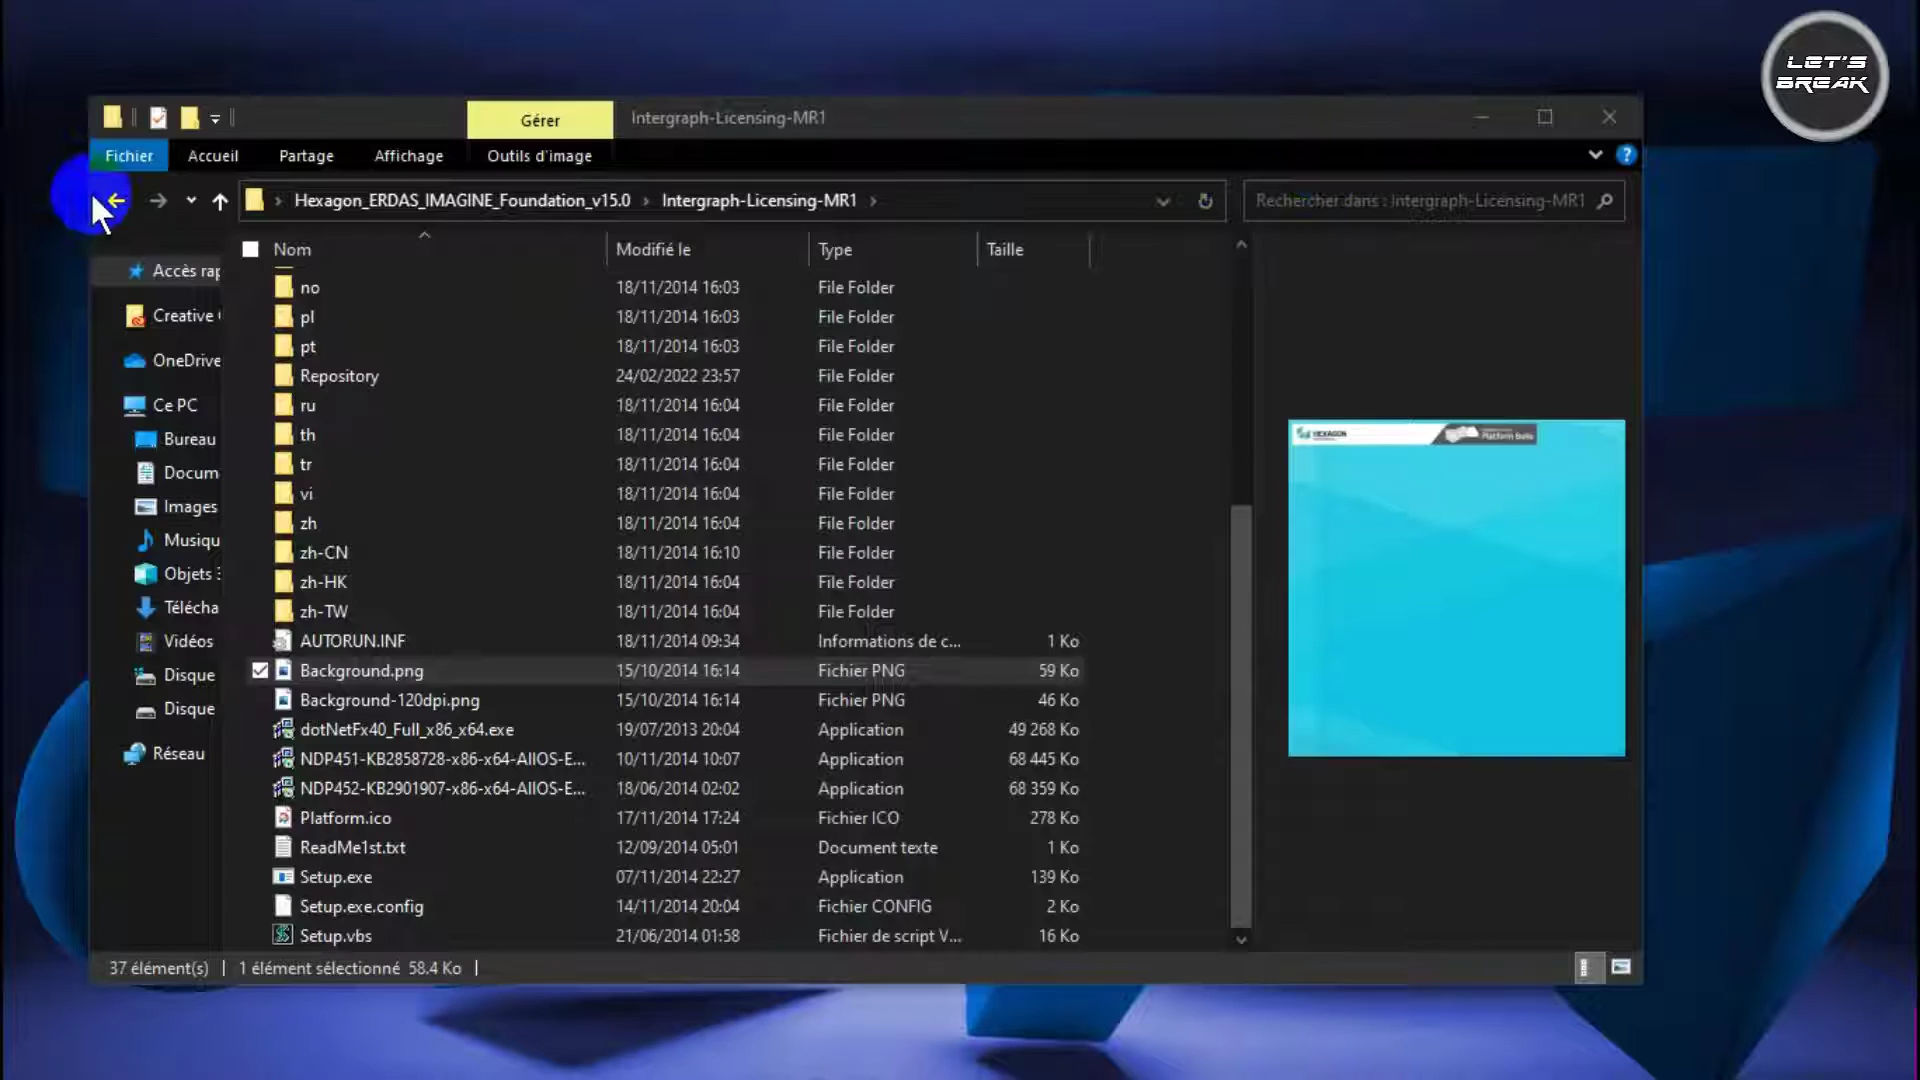 LET'S
BREAK
Gérer
Intergraph-Licensing-MR1
Fichier
Accueil
Partage
Affichage
Outils d'image
Hexagon_ERDAS_IMAGINE_Foundation_v15.0 › Intergraph-Licensing-MR1 ›
Rechercher dans : Intergraph-Licensing-MR1
Nom
Modifié le
Type
Taille
Accès rap
Creative
OneDrive
Ce PC
Bureau
Docum
Images
Musiqu
Objets
Télécha
Vidéos
Disque
Disque
Réseau
no 18/11/2014 16:03 File Folder
pl 18/11/2014 16:03 File Folder
pt 18/11/2014 16:03 File Folder
Repository 24/02/2022 23:57 File Folder
ru 18/11/2014 16:04 File Folder
th 18/11/2014 16:04 File Folder
tr 18/11/2014 16:04 File Folder
vi 18/11/2014 16:04 File Folder
zh 18/11/2014 16:04 File Folder
zh-CN 18/11/2014 16:10 File Folder
zh-HK 18/11/2014 16:04 File Folder
zh-TW 18/11/2014 16:04 File Folder
AUTORUN.INF 18/11/2014 09:34 Informations de c... 1 Ko
Background.png 15/10/2014 16:14 Fichier PNG 59 Ko
Background-120dpi.png 15/10/2014 16:14 Fichier PNG 46 Ko
dotNetFx40_Full_x86_x64.exe 19/07/2013 20:04 Application 49 268 Ko
NDP451-KB2858728-x86-x64-AllOS-E... 10/11/2014 10:07 Application 68 445 Ko
NDP452-KB2901907-x86-x64-AllOS-E... 18/06/2014 02:02 Application 68 359 Ko
Platform.ico 17/11/2014 17:24 Fichier ICO 278 Ko
ReadMe1st.txt 12/09/2014 05:01 Document texte 1 Ko
Setup.exe 07/11/2014 22:27 Application 139 Ko
Setup.exe.config 14/11/2014 20:04 Fichier CONFIG 2 Ko
Setup.vbs 21/06/2014 01:58 Fichier de script V... 16 Ko
HEXAGON
Platform Suite
37 élément(s)
1 élément sélectionné 58.4 Ko